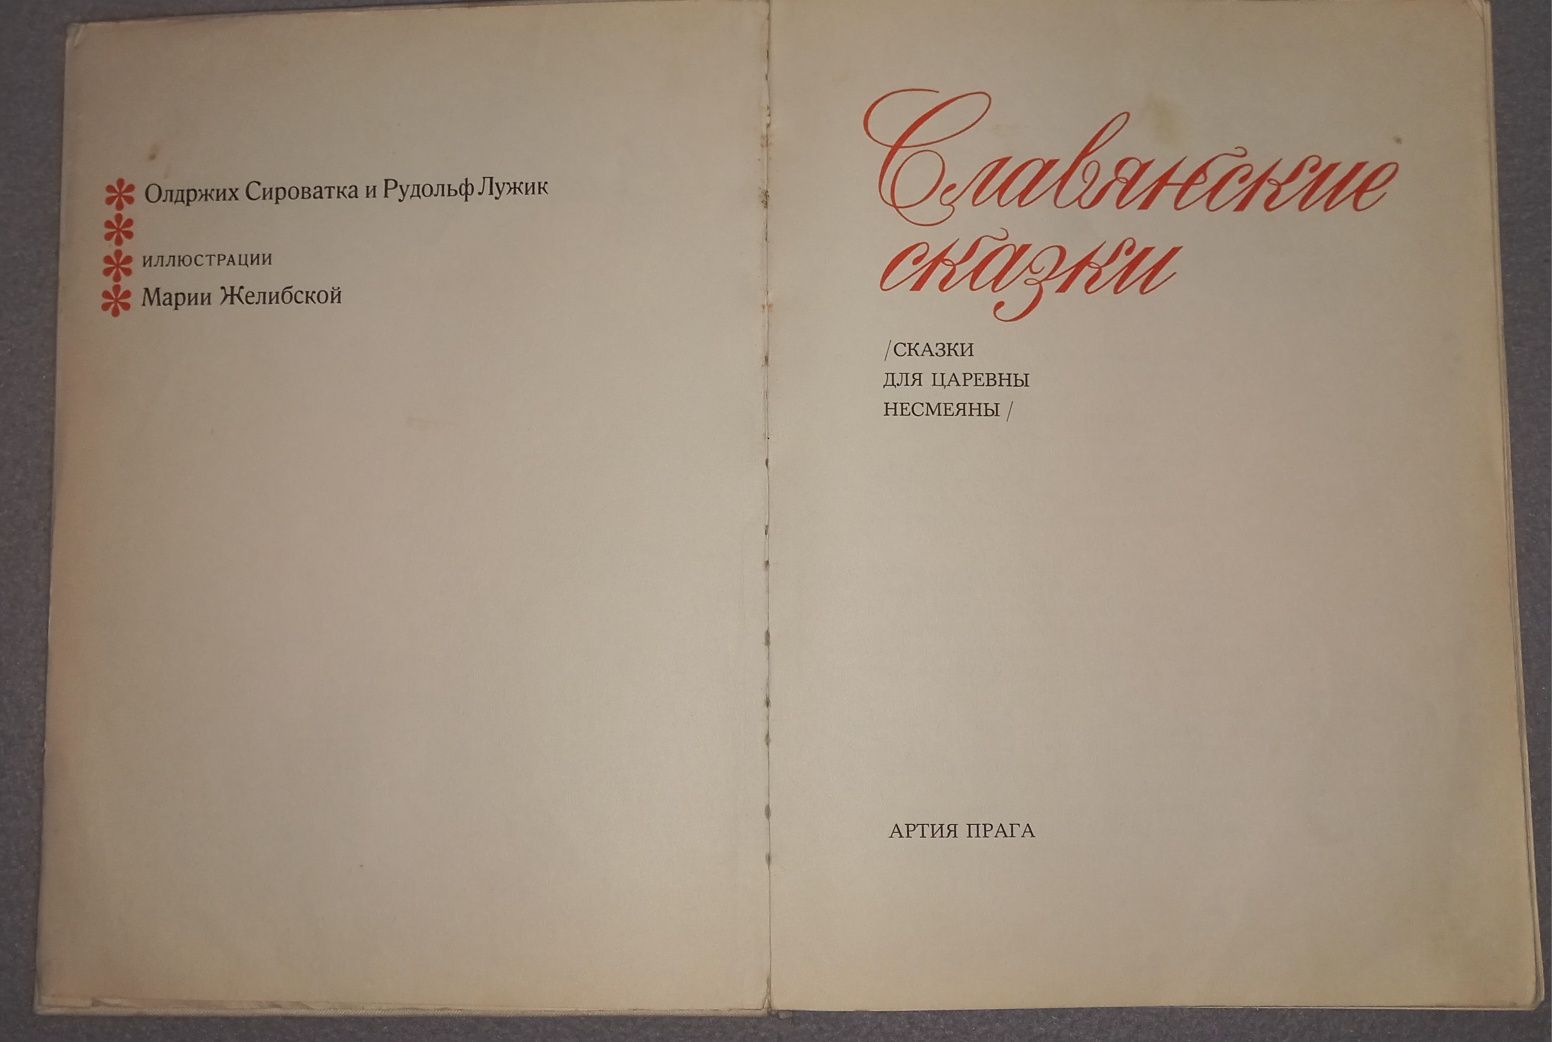 Олдржих Сироватка и Рудольф Лужик
ИЛЛЮСТРАЦИИ
Марии Желибской
Славянские
сказки
/СКАЗКИ
ДЛЯ ЦАРЕВНЫ
НЕСМЕЯНЫ /
АРТИЯ ПРАГА